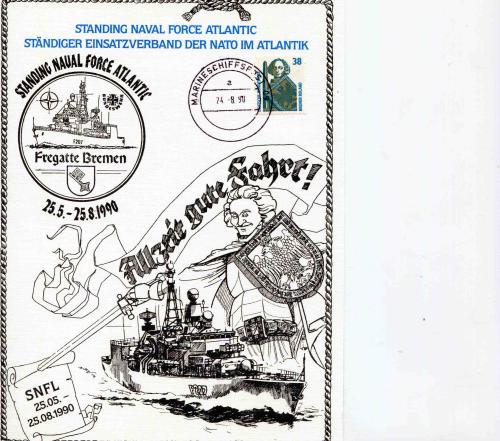 STANDING NAVAL FORCE ATLANTIC
STÄNDIGER EINSATZVERBAND DER NATO IM ATLANTIK
STANDING NAVAL FORCE ATLANTIC
F207
Fregatte Bremen
25.5.-25.8.1990
a
24.-8.90
38
Allzeit gute Fahrt!
F207
SNFL
25.05.-
25.08.1990